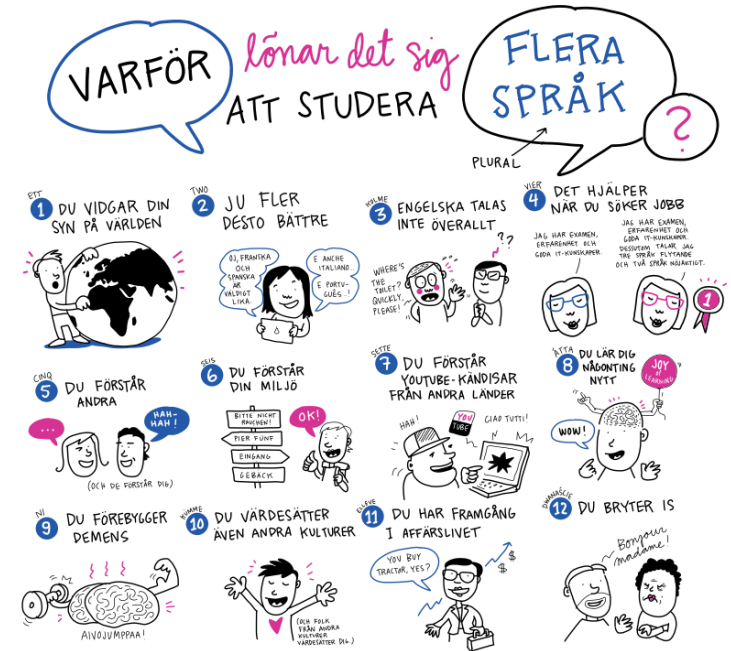 VARFÖR
lönar det sig
ATT STUDERA
FLERA
SPRÅK
?
PLURAL
ETT
1 DU VIDGAR DIN
SYN PÅ VÄRLDEN
TWO
2 JU FLER
DESTO BÄTTRE
OJ, FRANSKA
OCH
SPANSKA
ÄR
VÄLDIGT
LIKA.
E ANCHE
ITALIANO...
E PORTU-
GUÊS..!
KOLME
3 ENGELSKA TALAS
INTE ÖVERALLT
WHERE'S
THE
TOILET?
QUICKLY,
PLEASE!
??
VIER
4 DET HJÄLPER
NÄR DU SÖKER JOBB
JAG HAR EXAMEN,
ERFARENHET OCH
GODA IT-KUNSKAPER.
JAG HAR EXAMEN,
ERFARENHET OCH
GODA IT-KUNSKAPER.
DESSUTOM TALAR JAG
TRE SPRÅK FLYTANDE
OCH TVÅ SPRÅK NÖJAKTIGT.
1
CINQ
5 DU FÖRSTÅR
ANDRA
...
HAH-
HAH!
(OCH DE FÖRSTÅR DIG)
SEIS
6 DU FÖRSTÅR
DIN MILJÖ
BITTE NICHT
RAUCHEN!
PIER FÜNF
EINGANG
GEBÄCK
OK!
SETTE
7 DU FÖRSTÅR
YOUTUBE-KÄNDISAR
FRÅN ANDRA LÄNDER
HAH!
YOU
TUBE
CIAO TUTTI!
ÅTTA
8 DU LÄR DIG
NÅGONTING
NYTT
JOY
of
LEARNING
WOW!
NI
9 DU FÖREBYGGER
DEMENS
AIVOJUMPPAA!
KÜMME
10 DU VÄRDESÄTTER
ÄVEN ANDRA KULTURER
(OCH FOLK
FRÅN ANDRA
KULTURER
VÄRDESÄTTER DIG.)
ELLEVE
11 DU HAR FRAMGÅNG
I AFFÄRSLIVET
YOU BUY
TRACTOR, YES?
$
$
DWANAŚCIE
12 DU BRYTER IS
Bonjour
madame!